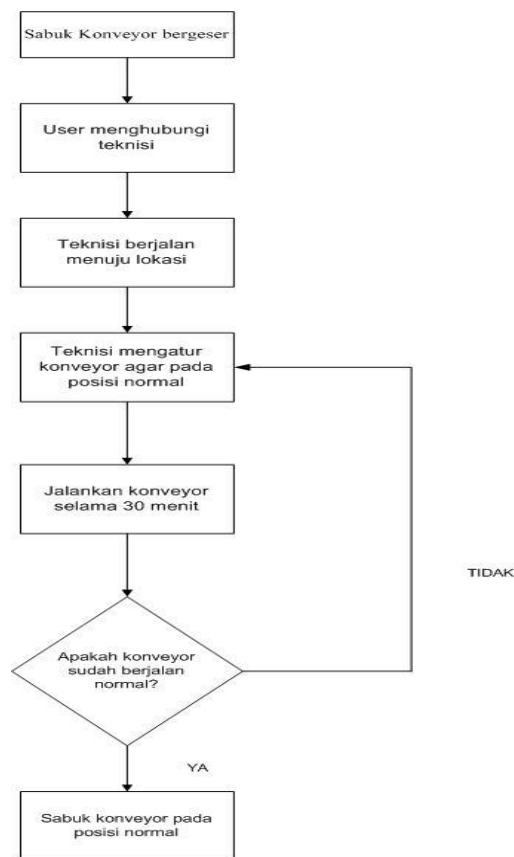 Sabuk Konveyor bergeser
User menghubungi
teknisi
Teknisi berjalan
menuju lokasi
Teknisi mengatur
konveyor agar pada
posisi normal
Jalankan konveyor
selama 30 menit
TIDAK
Apakah konveyor
sudah berjalan
normal?
YA
Sabuk konveyor pada
posisi normal